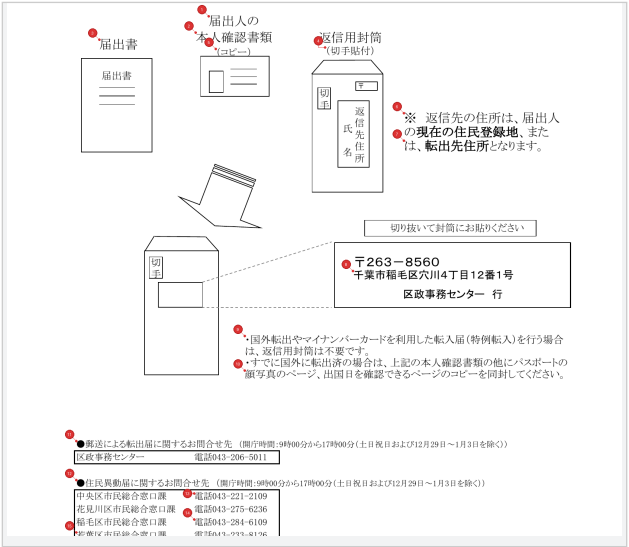 届出人の
本人確認書類
(コピー)
届出書
届出書
返信用封筒
(切手貼付)
切手
〒
返信先住所
氏名
※ 返信先の住所は、届出人
の現在の住民登録地、また
は、転出先住所となります。
切手
切り抜いて封筒にお貼りください
〒263－8560
千葉市稲毛区穴川4丁目12番1号
区政事務センター 行
・国外転出やマイナンバーカードを利用した転入届(特例転入)を行う場合
は、返信用封筒は不要です。
・すでに国外に転出済の場合は、上記の本人確認書類の他にパスポートの
顔写真のページ、出国日を確認できるページのコピーを同封してください。
●郵送による転出届に関するお問合せ先 (開庁時間:9時00分から17時00分(土日祝日および12月29日～1月3日を除く))
区政事務センター 電話043-206-5011
●住民異動届に関するお問合せ先 (開庁時間:9時00分から17時00分(土日祝日および12月29日～1月3日を除く))
中央区市民総合窓口課 電話043-221-2109
花見川区市民総合窓口課 電話043-275-6236
稲毛区市民総合窓口課 電話043-284-6109
若葉区市民総合窓口課 電話043-233-8126